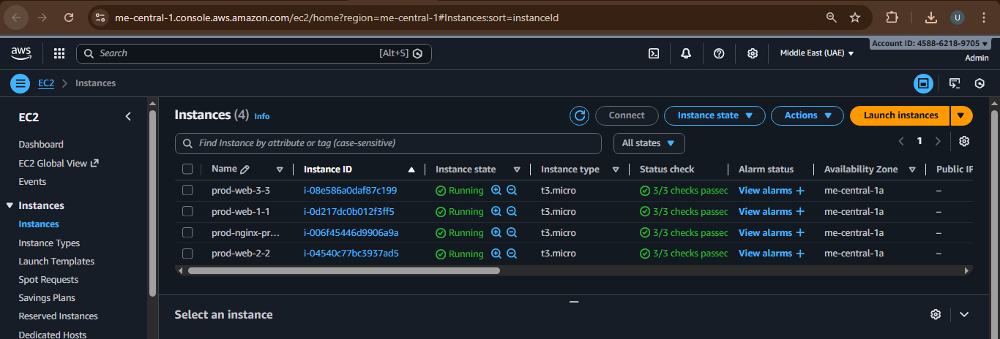 me-central-1.console.aws.amazon.com/ec2/home?region=me-central-1#Instances:sort=instanceId
U
aws
Search
[Alt+S]
Middle East (UAE)
Account ID: 4588-6218-9705
Admin
EC2
Instances
EC2
Dashboard
EC2 Global View
Events
Instances
Instances
Instance Types
Launch Templates
Spot Requests
Savings Plans
Reserved Instances
Dedicated Hosts
Instances (4) Info
Connect
Instance state
Actions
Launch instances
Find Instance by attribute or tag (case-sensitive)
All states
1
Name Instance ID Instance state Instance type Status check Alarm status Availability Zone Public IP
prod-web-3-3 i-08e586a0daf87c199 Running t3.micro 3/3 checks passec View alarms + me-central-1a –
prod-web-1-1 i-0d217dc0b012f3ff5 Running t3.micro 3/3 checks passec View alarms + me-central-1a –
prod-nginx-pr... i-006f45446d9906a9a Running t3.micro 3/3 checks passec View alarms + me-central-1a –
prod-web-2-2 i-04540c77bc3937ad5 Running t3.micro 3/3 checks passec View alarms + me-central-1a –
Select an instance